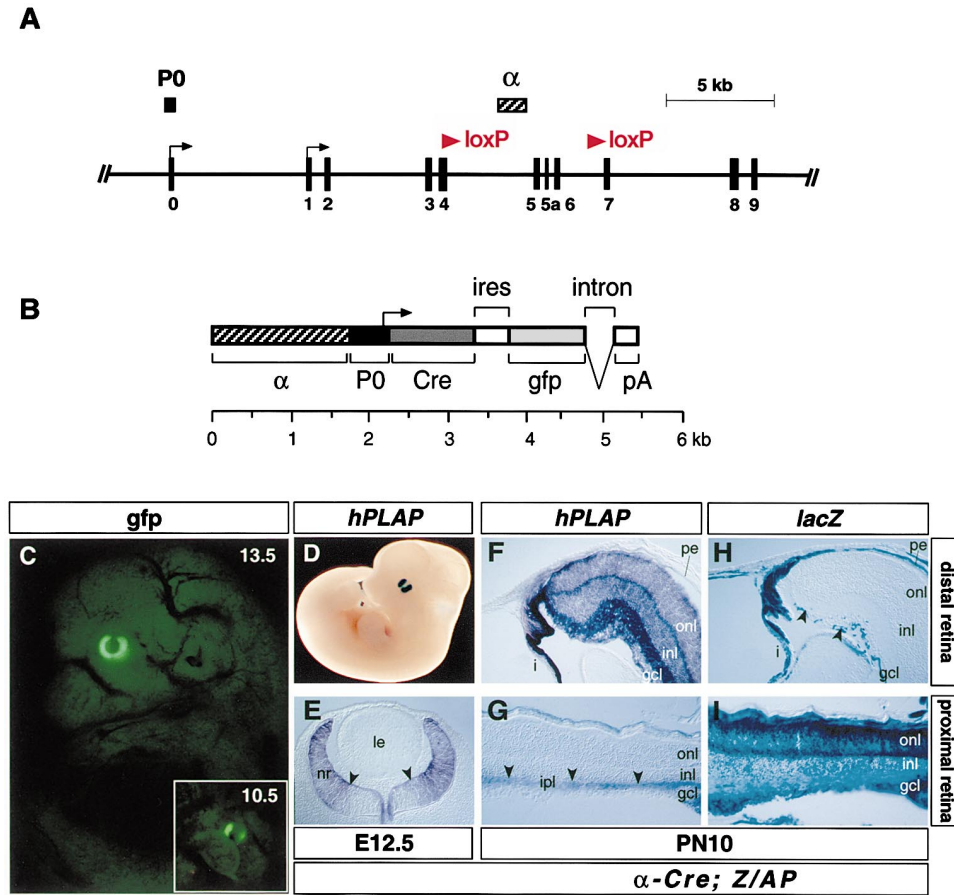 A
P0
α
5 kb
loxP
loxP
0 1 2 3 4 5 5a 6 7 8 9
B
ires
intron
α
P0
Cre
gfp
pA
0 1 2 3 4 5 6 kb
gfp
hPLAP
hPLAP
lacZ
C
13.5
10.5
D
E
le
nr
F
pe
onl
inl
gcl
i
G
onl
ipl
inl
gcl
H
pe
onl
inl
i
gcl
I
onl
inl
gcl
distal retina
proximal retina
E12.5
PN10
α-Cre; Z/AP